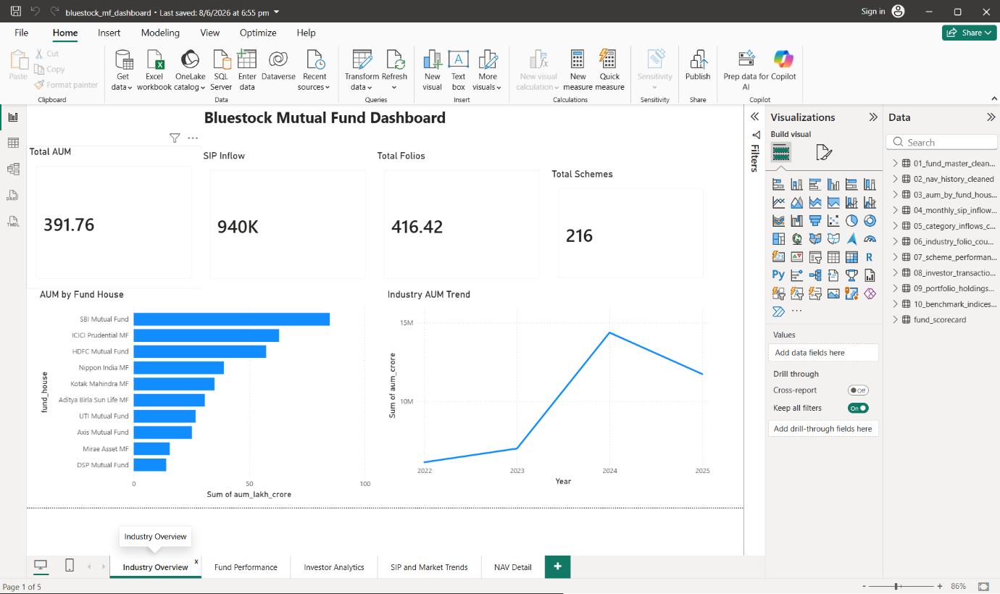 bluestock_mf_dashboard • Last saved: 8/6/2026 at 6:55 pm
Sign in
File Home Insert Modeling View Optimize Help
Share
Paste
Cut
Copy
Format painter
Clipboard
Get data
Excel workbook
OneLake catalog
SQL Server
Enter data
Dataverse
Recent sources
Data
Transform data
Refresh
Queries
New visual
Text box
More visuals
Insert
New visual calculation
New measure
Quick measure
Calculations
Sensitivity
Sensitivity
Publish
Share
Prep data for AI
Copilot
Copilot
DAX
TMDL
Bluestock Mutual Fund Dashboard
Total AUM
391.76
SIP Inflow
940K
Total Folios
416.42
Total Schemes
216
AUM by Fund House
fund_house
SBI Mutual Fund
ICICI Prudential MF
HDFC Mutual Fund
Nippon India MF
Kotak Mahindra MF
Aditya Birla Sun Life MF
UTI Mutual Fund
Axis Mutual Fund
Mirae Asset MF
DSP Mutual Fund
0 50 100
Sum of aum_lakh_crore
Industry AUM Trend
Sum of aum_crore
15M
10M
2022 2023 2024 2025
Year
Filters
Visualizations
Build visual
123
R
Py
Values
Add data fields here
Drill through
Cross-report
Off
Keep all filters
On
Add drill-through fields here
Data
Search
01_fund_master_clean...
02_nav_history_cleaned
03_aum_by_fund_hous...
04_monthly_sip_inflow...
05_category_inflows_c...
06_industry_folio_cou...
07_scheme_performan...
08_investor_transactio...
09_portfolio_holdings...
10_benchmark_indices...
fund_scorecard
Industry Overview
Industry Overview x
Fund Performance
Investor Analytics
SIP and Market Trends
NAV Detail
+
Page 1 of 5
- + 86%